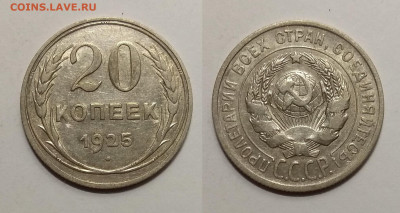 COINS.LAVE.RU
20
КОПЕЕК
1925
ПРОЛЕТАРИИ ВСЕХ СТРАН, СОЕДИНЯЙТЕСЬ!
С.С.С.Р.